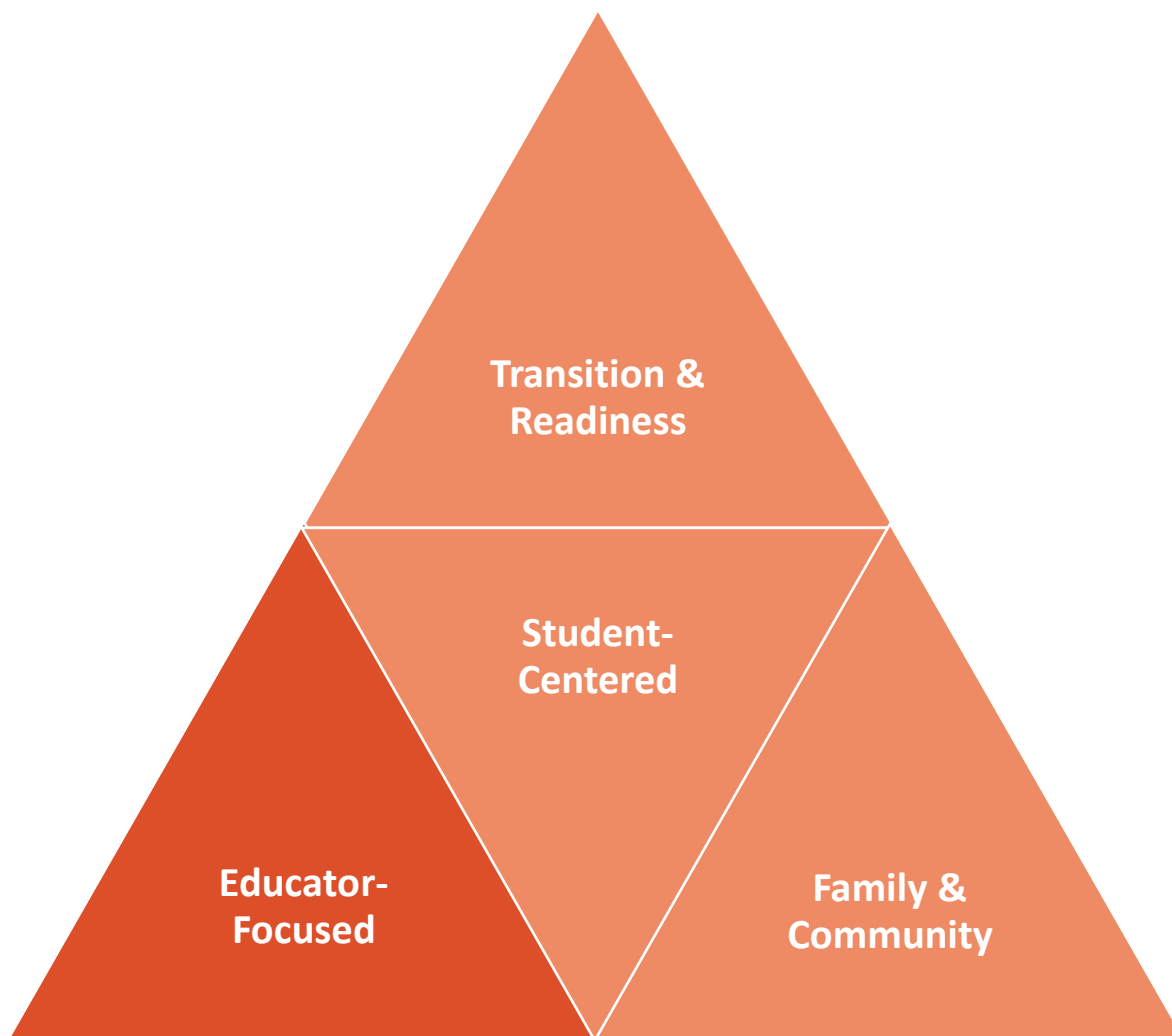 Transition &
Readiness
Student-
Centered
Educator-
Focused
Family &
Community